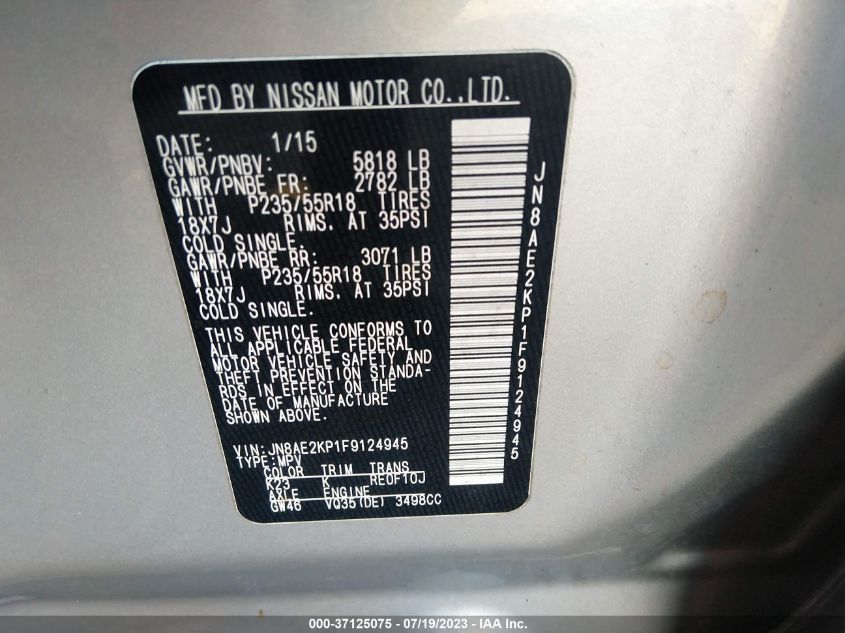 MFD BY NISSAN MOTOR CO.,LTD.
DATE: 1/15
GVWR/PNBV: 5818 LB
GAWR/PNBE FR: 2782 LB
WITH P235/55R18 TIRES
18X7J RIMS. AT 35PSI
COLD SINGLE.
GAWR/PNBE RR: 3071 LB
WITH P235/55R18 TIRES
18X7J RIMS. AT 35PSI
COLD SINGLE.
THIS VEHICLE CONFORMS TO
ALL APPLICABLE FEDERAL
MOTOR VEHICLE SAFETY AND
THEFT PREVENTION STANDA-
RDS IN EFFECT ON THE
DATE OF MANUFACTURE
SHOWN ABOVE.
VIN:JN8AE2KP1F9124945
TYPE:MPV
COLOR TRIM TRANS
K23 K RE0F10J
AXLE ENGINE
GW46 VQ35(DE) 3498CC
JN8AE2KP1F9124945
000-37125075 - 07/19/2023 - IAA Inc.